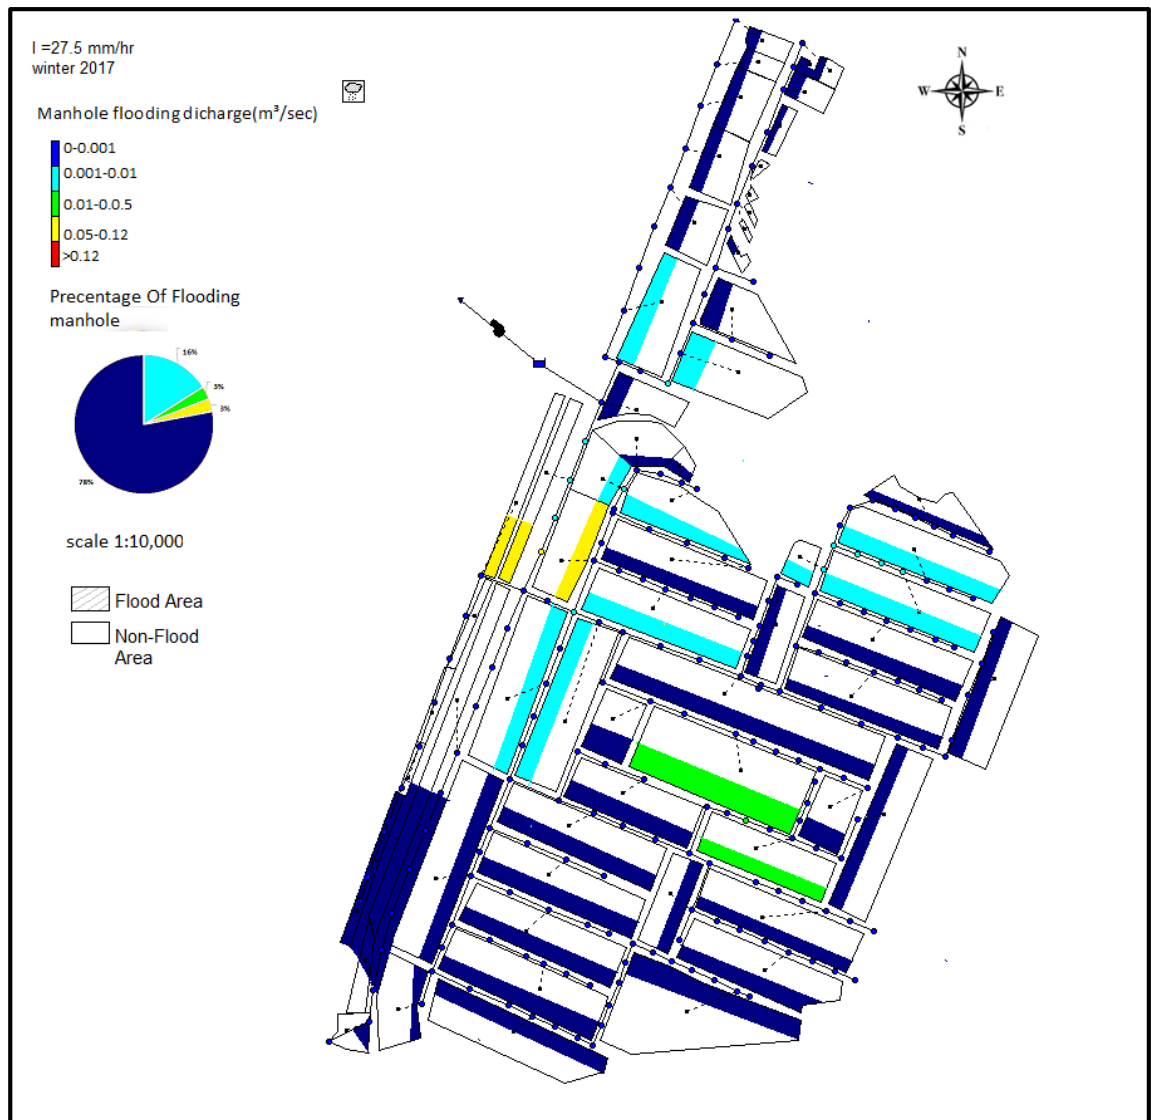 I =27.5 mm/hr
winter 2017
Manhole flooding dicharge(m³/sec)
0-0.001
0.001-0.01
0.01-0.0.5
0.05-0.12
>0.12
Precentage Of Flooding
manhole
16%
3%
3%
78%
scale 1:10,000
Flood Area
Non-Flood
Area
N
W
E
S